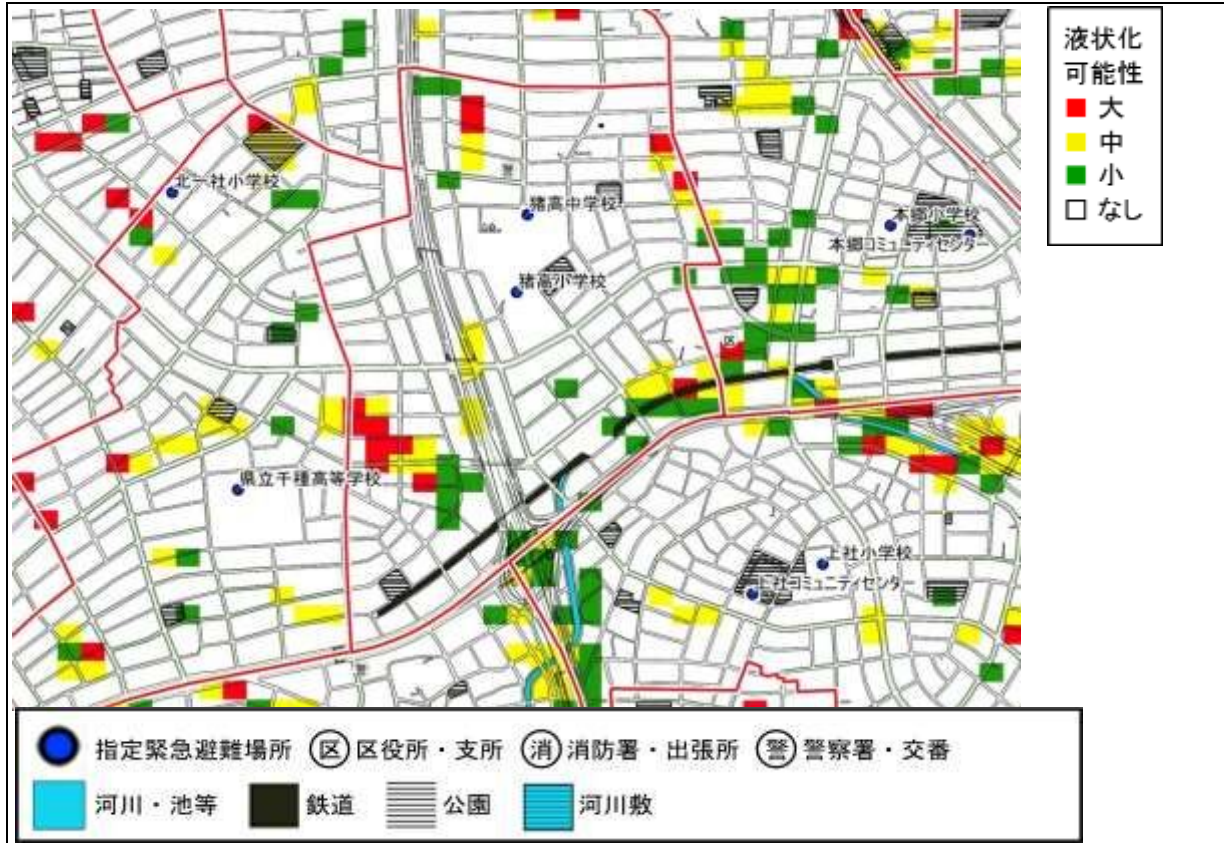 液状化
可能性
大
中
小
なし
北一社小学校
猪高中学校
本郷小学校
本郷コミュニティセンター
猪高小学校
区
県立千種高等学校
上社小学校
上社コミュニティセンター
指定緊急避難場所 区 区役所・支所 消 消防署・出張所 警 警察署・交番
河川・池等 鉄道 公園 河川敷